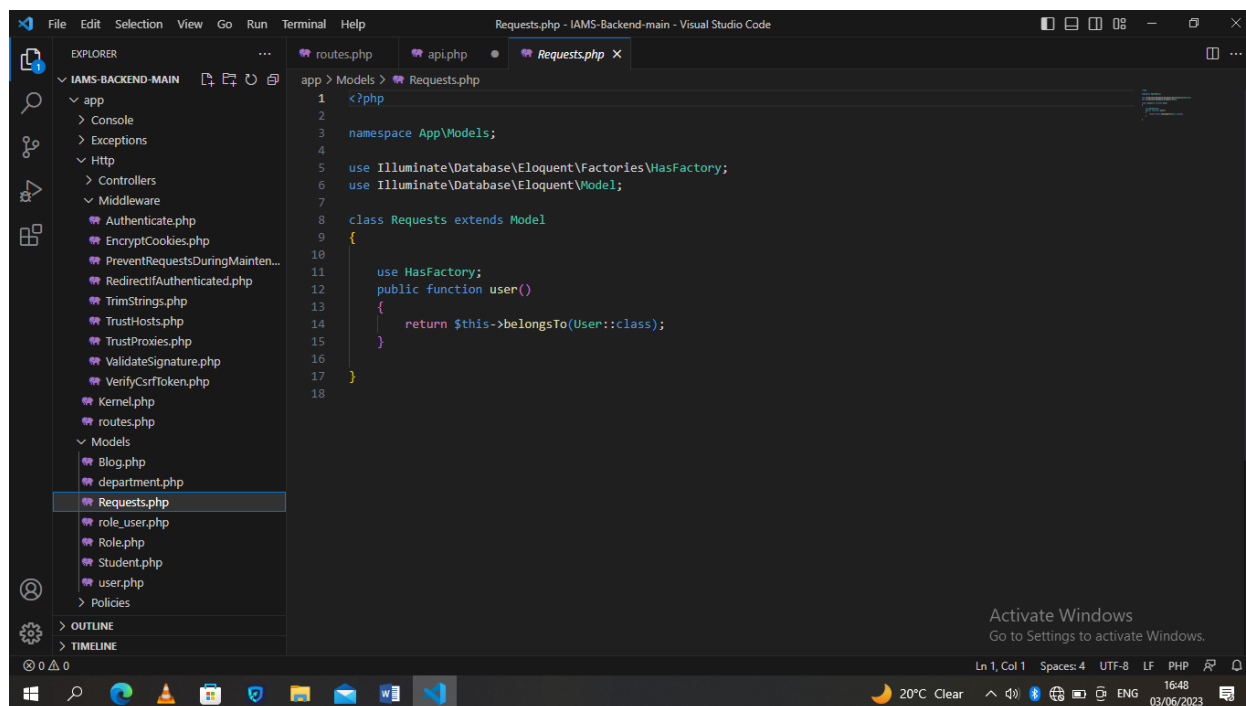 File Edit Selection View Go Run Terminal Help
Requests.php - IAMS-Backend-main - Visual Studio Code
EXPLORER
IAMS-BACKEND-MAIN
app
Console
Exceptions
Http
Controllers
Middleware
Authenticate.php
EncryptCookies.php
PreventRequestsDuringMainten...
RedirectIfAuthenticated.php
TrimStrings.php
TrustHosts.php
TrustProxies.php
ValidateSignature.php
VerifyCsrfToken.php
Kernel.php
routes.php
Models
Blog.php
department.php
Requests.php
role_user.php
Role.php
Student.php
user.php
Policies
OUTLINE
TIMELINE
routes.php api.php Requests.php
app > Models > Requests.php
1 <?php
2
3 namespace App\Models;
4
5 use Illuminate\Database\Eloquent\Factories\HasFactory;
6 use Illuminate\Database\Eloquent\Model;
7
8 class Requests extends Model
9 {
10
11 use HasFactory;
12 public function user()
13 {
14 return $this->belongsTo(User::class);
15 }
16
17 }
18
Activate Windows
Go to Settings to activate Windows.
1
0 0
Ln 1, Col 1 Spaces: 4 UTF-8 LF PHP
20°C Clear ENG
16:48
03/06/2023